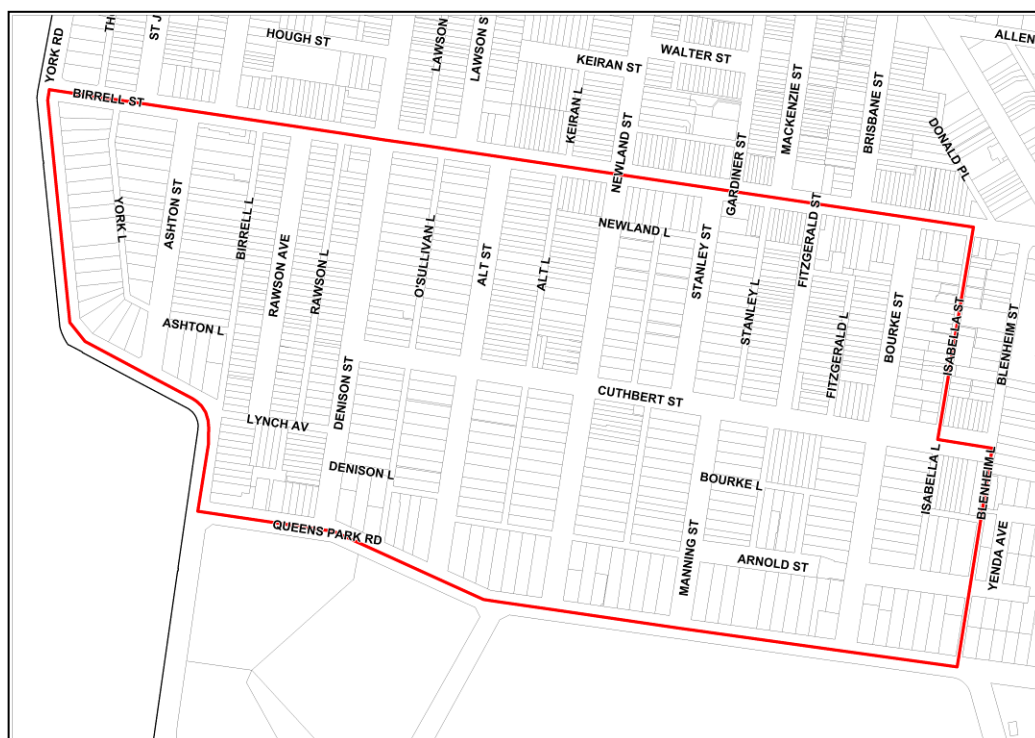 YORK RD
TH
ST J
HOUGH ST
LAWSON
LAWSON S
KEIRAN ST
WALTER ST
ALLEN
BIRRELL ST
KEIRAN L
NEWLAND ST
GARDINER ST
MACKENZIE ST
BRISBANE ST
DONALD PL
YORK L
ASHTON ST
BIRRELL L
RAWSON AVE
RAWSON L
O'SULLIVAN L
ALT ST
ALT L
NEWLAND L
STANLEY ST
STANLEY L
FITZGERALD ST
FITZGERALD L
BOURKE ST
ISABELLA ST
BLENHEIM ST
ASHTON L
DENISON ST
CUTHBERT ST
LYNCH AV
DENISON L
BOURKE L
ISABELLA L
BLENHEIM L
QUEENS PARK RD
MANNING ST
ARNOLD ST
YENDA AVE